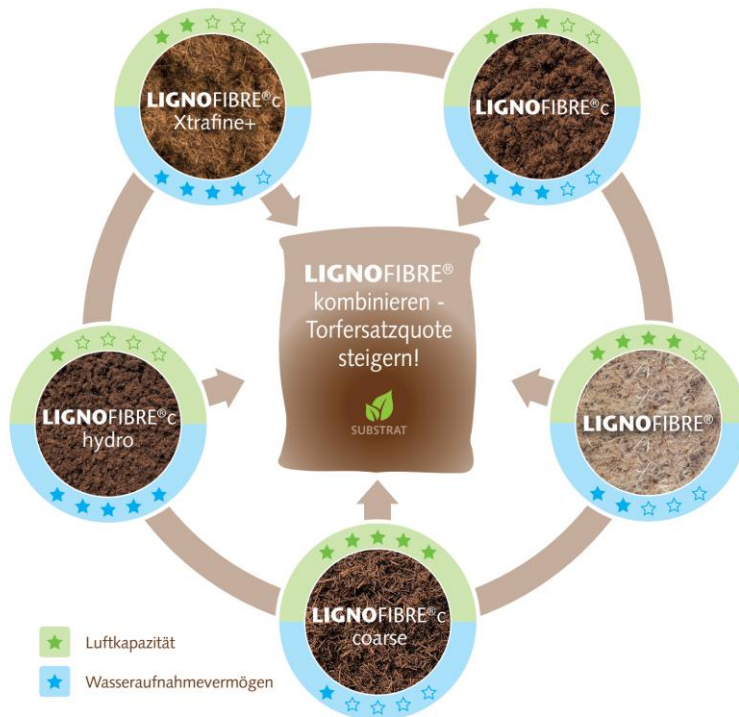 LIGNOFIBRE®c
Xtrafine+
LIGNOFIBRE®c
LIGNOFIBRE®
kombinieren -
Torfersatzquote
steigern!
SUBSTRAT
LIGNOFIBRE®c
hydro
LIGNOFIBRE®
LIGNOFIBRE®c
coarse
Luftkapazität
Wasseraufnahmevermögen